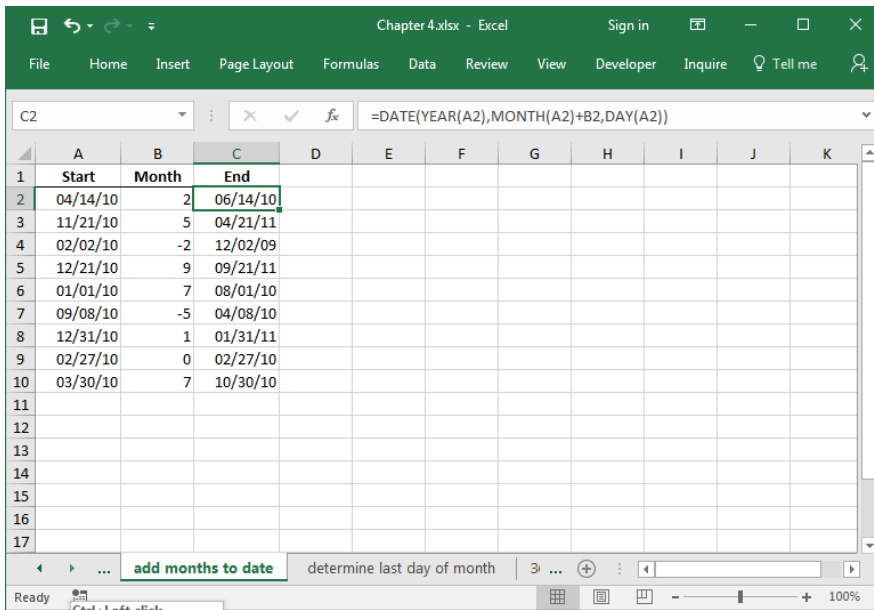 Chapter 4.xlsx - Excel
Sign in
File Home Insert Page Layout Formulas Data Review View Developer Inquire Tell me
C2 fx =DATE(YEAR(A2),MONTH(A2)+B2,DAY(A2))
A B C D E F G H I J K
1 Start Month End
2 04/14/10 2 06/14/10
3 11/21/10 5 04/21/11
4 02/02/10 -2 12/02/09
5 12/21/10 9 09/21/11
6 01/01/10 7 08/01/10
7 09/08/10 -5 04/08/10
8 12/31/10 1 01/31/11
9 02/27/10 0 02/27/10
10 03/30/10 7 10/30/10
11
12
13
14
15
16
17
... add months to date determine last day of month ...
Ready 100%